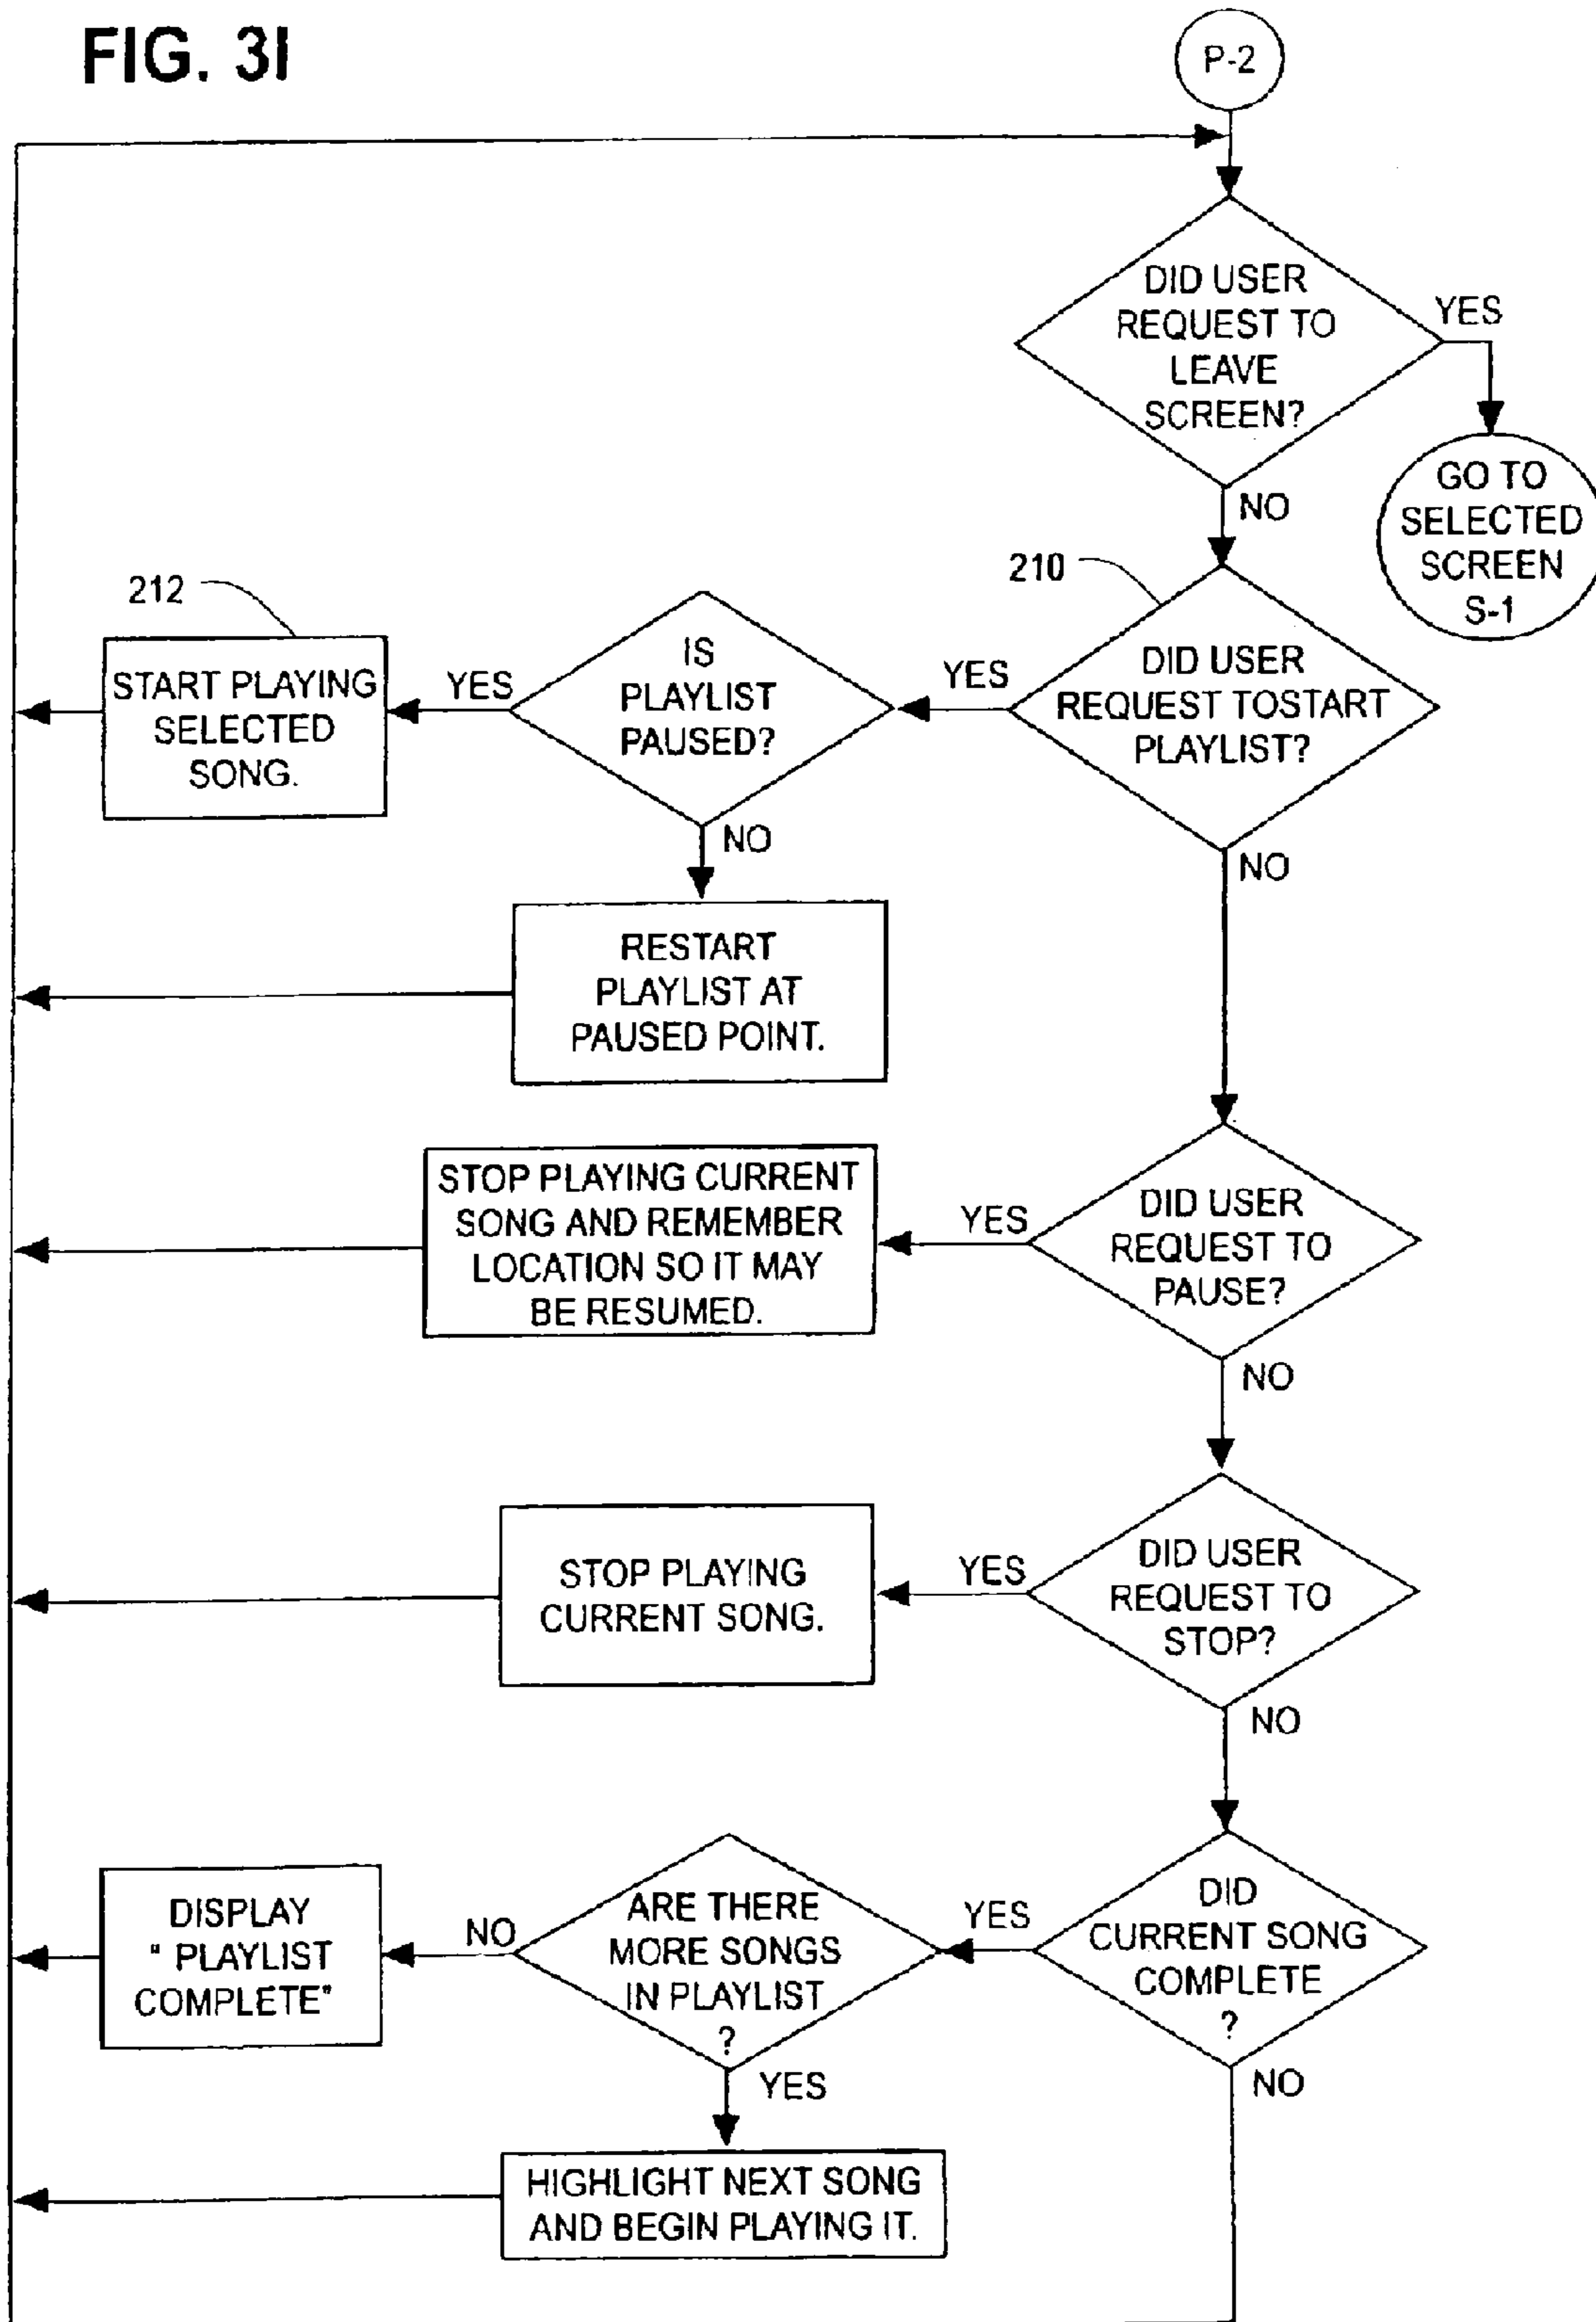 FIG. 3I
P-2
DID USER
REQUEST TO
LEAVE
SCREEN?
YES
GO TO
SELECTED
SCREEN
S-1
NO
210
DID USER
REQUEST TOSTART
PLAYLIST?
YES
IS
PLAYLIST
PAUSED?
YES
212
START PLAYING
SELECTED
SONG.
NO
RESTART
PLAYLIST AT
PAUSED POINT.
NO
DID USER
REQUEST TO
PAUSE?
YES
STOP PLAYING CURRENT
SONG AND REMEMBER
LOCATION SO IT MAY
BE RESUMED.
NO
DID USER
REQUEST TO
STOP?
YES
STOP PLAYING
CURRENT SONG.
NO
DID
CURRENT SONG
COMPLETE
?
YES
ARE THERE
MORE SONGS
IN PLAYLIST
?
NO
DISPLAY
" PLAYLIST
COMPLETE"
YES
HIGHLIGHT NEXT SONG
AND BEGIN PLAYING IT.
NO